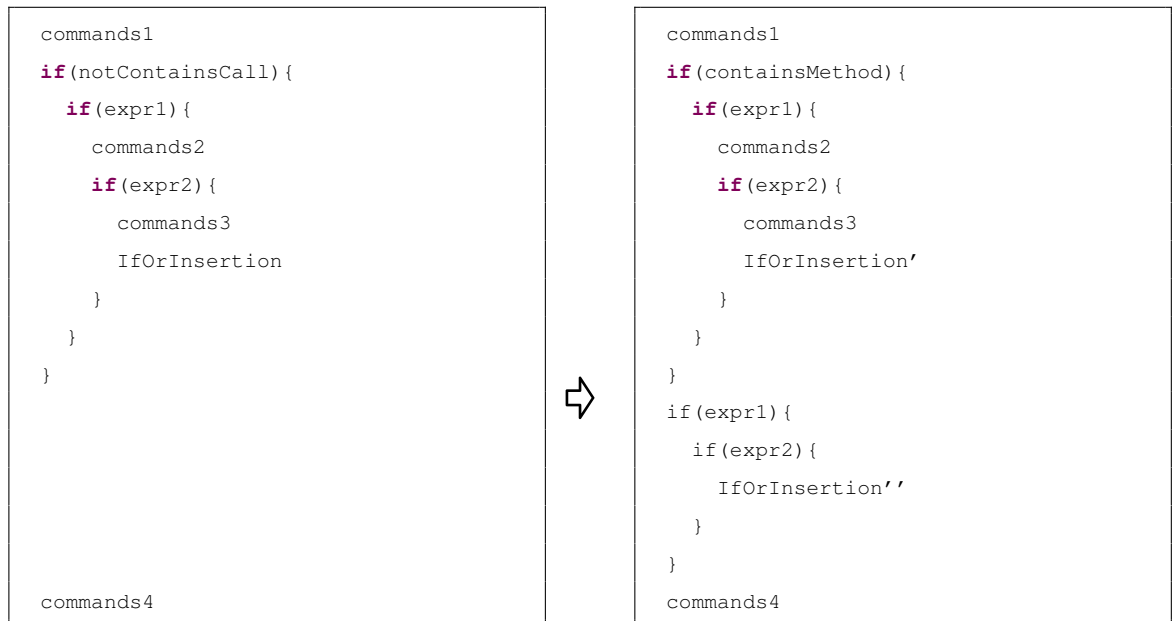 commands1
if(notContainsCall){
if(expr1){
commands2
if(expr2){
commands3
IfOrInsertion
}
}
}
commands4
commands1
if(containsMethod){
if(expr1){
commands2
if(expr2){
commands3
IfOrInsertion’
}
}
}
if(expr1){
if(expr2){
IfOrInsertion’’
}
}
commands4